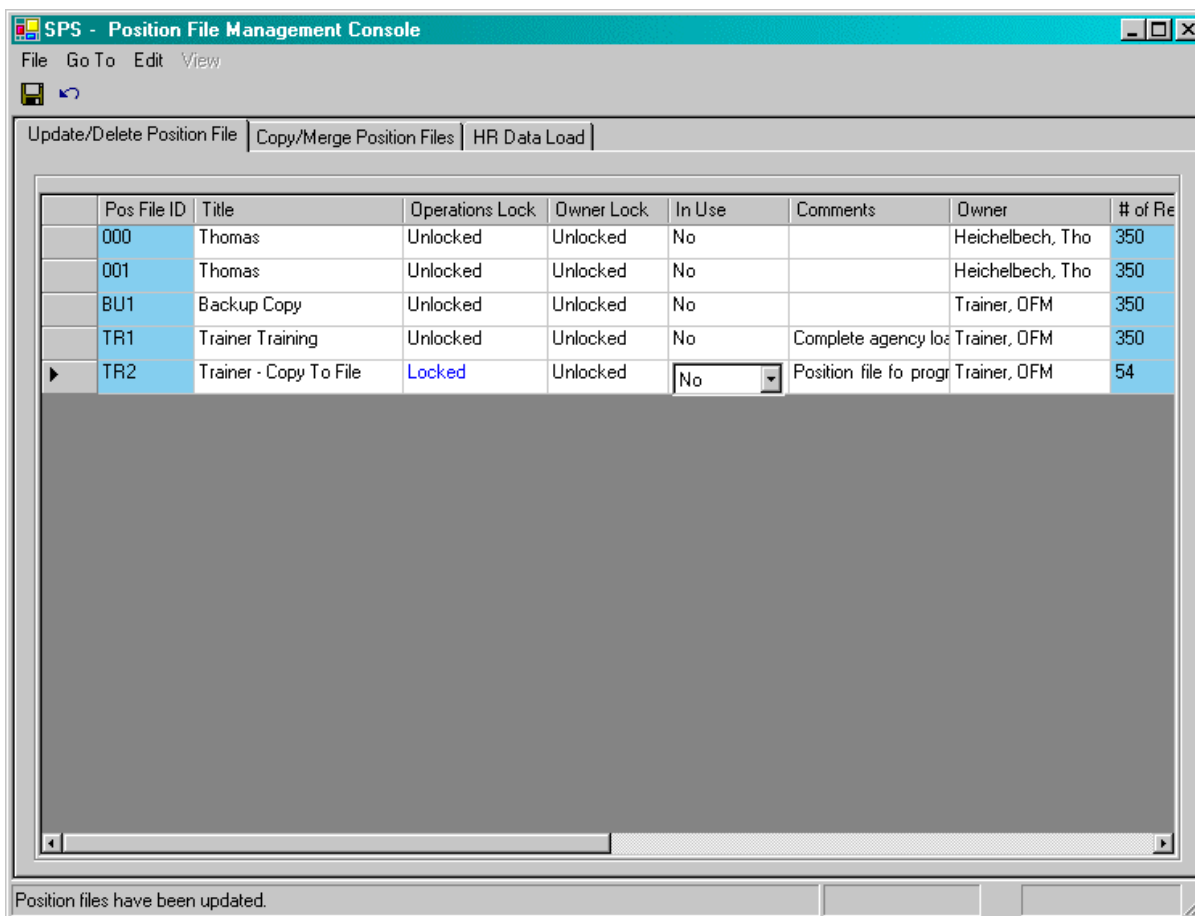 SPS - Position File Management Console
File Go To Edit View
Update/Delete Position File Copy/Merge Position Files HR Data Load
Pos File ID Title Operations Lock Owner Lock In Use Comments Owner # of Re
000 Thomas Unlocked Unlocked No Heichelbech, Tho 350
001 Thomas Unlocked Unlocked No Heichelbech, Tho 350
BU1 Backup Copy Unlocked Unlocked No Trainer, OFM 350
TR1 Trainer Training Unlocked Unlocked No Complete agency loa Trainer, OFM 350
TR2 Trainer - Copy To File Locked Unlocked No Position file fo progr Trainer, OFM 54
Position files have been updated.